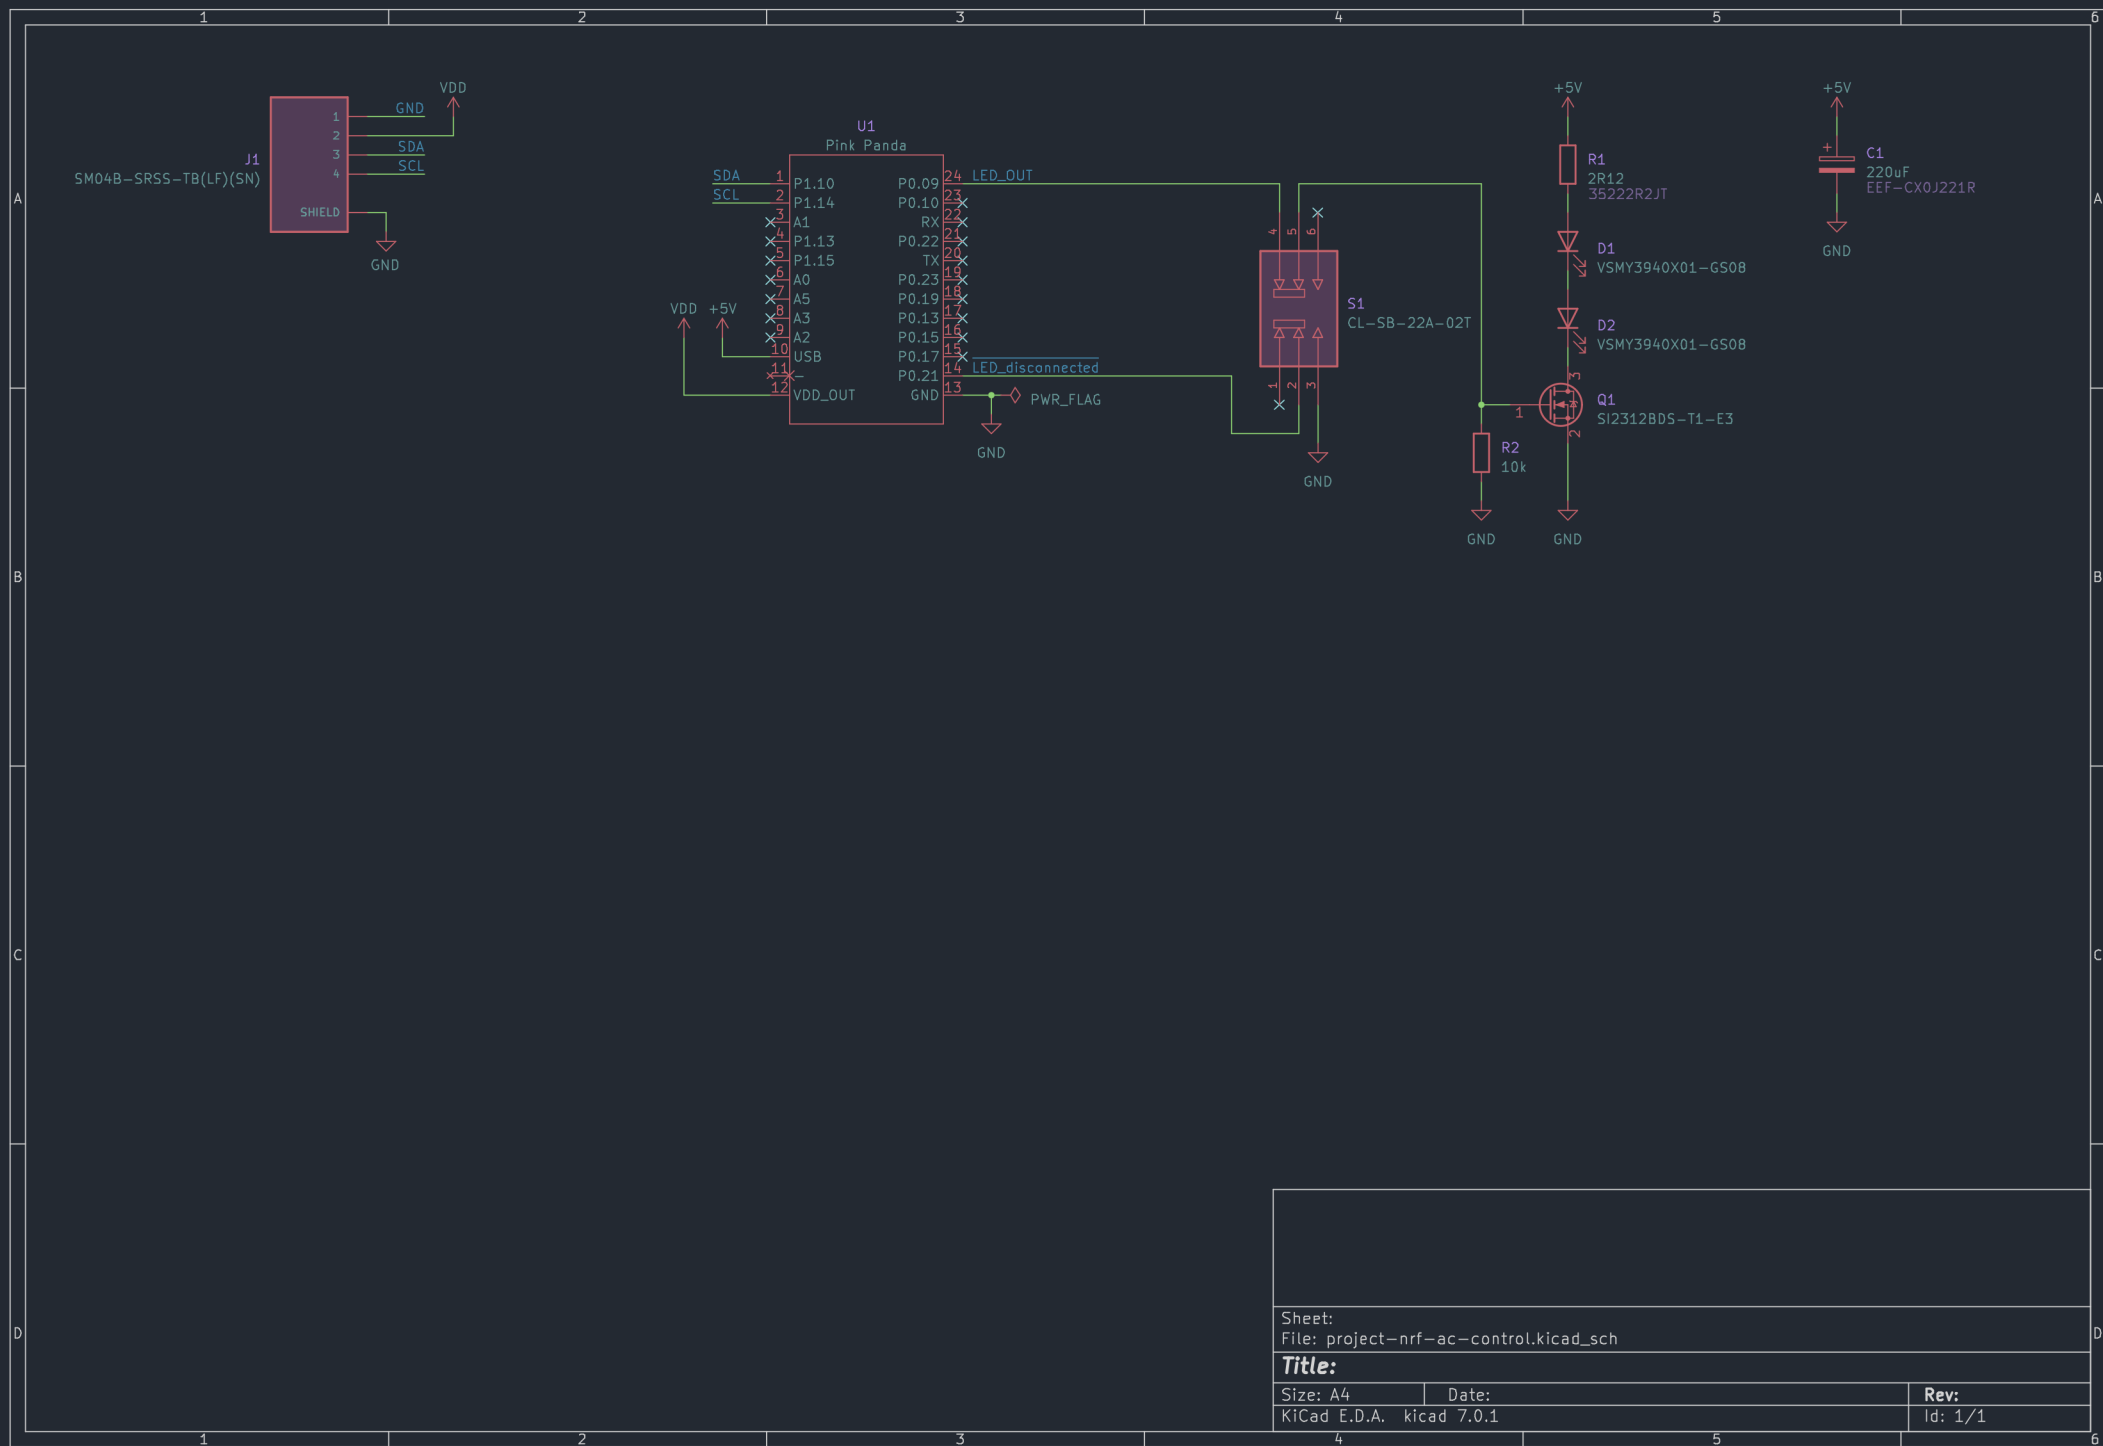 1 2 3 4 5 6
VDD
GND
1
2
SDA
3
SCL
4
J1
SM04B-SRSS-TB(LF)(SN)
SHIELD
GND
U1
Pink Panda
SDA 1 P1.10 P0.09 24 LED_OUT
SCL 2 P1.14 P0.10 23
3 A1 RX 22
4 P1.13 P0.22 21
5 P1.15 TX 20
6 A0 P0.23 19
7 A5 P0.19 18
VDD +5V 8 A3 P0.13 17
9 A2 P0.15 16
10 USB P0.17 15
11 - P0.21 14 LED_disconnected
12 VDD_OUT GND 13 PWR_FLAG
GND
4 5 6
S1
CL-SB-22A-02T
1 2 3
GND
+5V
R1
2R12
35222R2JT
D1
VSMY3940X01-GS08
D2
VSMY3940X01-GS08
3
Q1
1
SI2312BDS-T1-E3
2
R2
10k
GND GND
+5V
+
C1
220uF
EEF-CX0J221R
GND
A A
B B
C C
D D
Sheet:
File: project-nrf-ac-control.kicad_sch
Title:
Size: A4 Date: Rev:
KiCad E.D.A. kicad 7.0.1 Id: 1/1
1 2 3 4 5 6